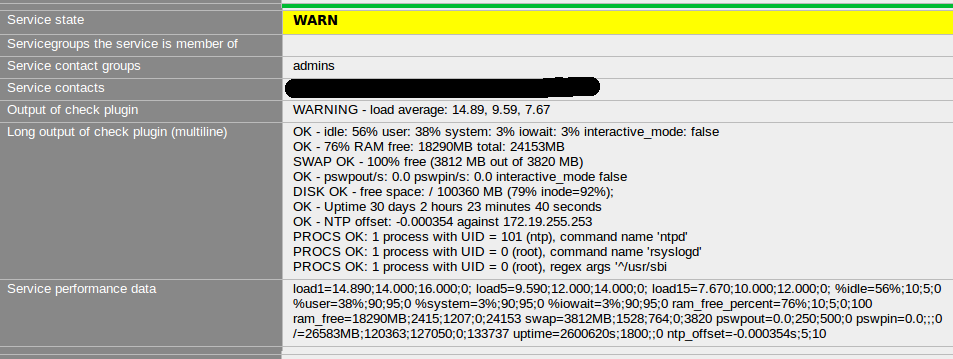 Service state WARN
Servicegroups the service is member of
Service contact groups admins
Service contacts
Output of check plugin WARNING - load average: 14.89, 9.59, 7.67
Long output of check plugin (multiline) OK - idle: 56% user: 38% system: 3% iowait: 3% interactive_mode: false
OK - 76% RAM free: 18290MB total: 24153MB
SWAP OK - 100% free (3812 MB out of 3820 MB)
OK - pswpout/s: 0.0 pswpin/s: 0.0 interactive_mode false
DISK OK - free space: / 100360 MB (79% inode=92%);
OK - Uptime 30 days 2 hours 23 minutes 40 seconds
OK - NTP offset: -0.000354 against 172.19.255.253
PROCS OK: 1 process with UID = 101 (ntp), command name 'ntpd'
PROCS OK: 1 process with UID = 0 (root), command name 'rsyslogd'
PROCS OK: 1 process with UID = 0 (root), regex args '^/usr/sbi
Service performance data load1=14.890;14.000;16.000;0; load5=9.590;12.000;14.000;0; load15=7.670;10.000;12.000;0; %idle=56%;10;5;0
%user=38%;90;95;0 %system=3%;90;95;0 %iowait=3%;90;95;0 ram_free_percent=76%;10;5;0;100
ram_free=18290MB;2415;1207;0;24153 swap=3812MB;1528;764;0;3820 pswpout=0.0;250;500;0 pswpin=0.0;;;0
/=26583MB;120363;127050;0;133737 uptime=2600620s;1800;;0 ntp_offset=-0.000354s;5;10